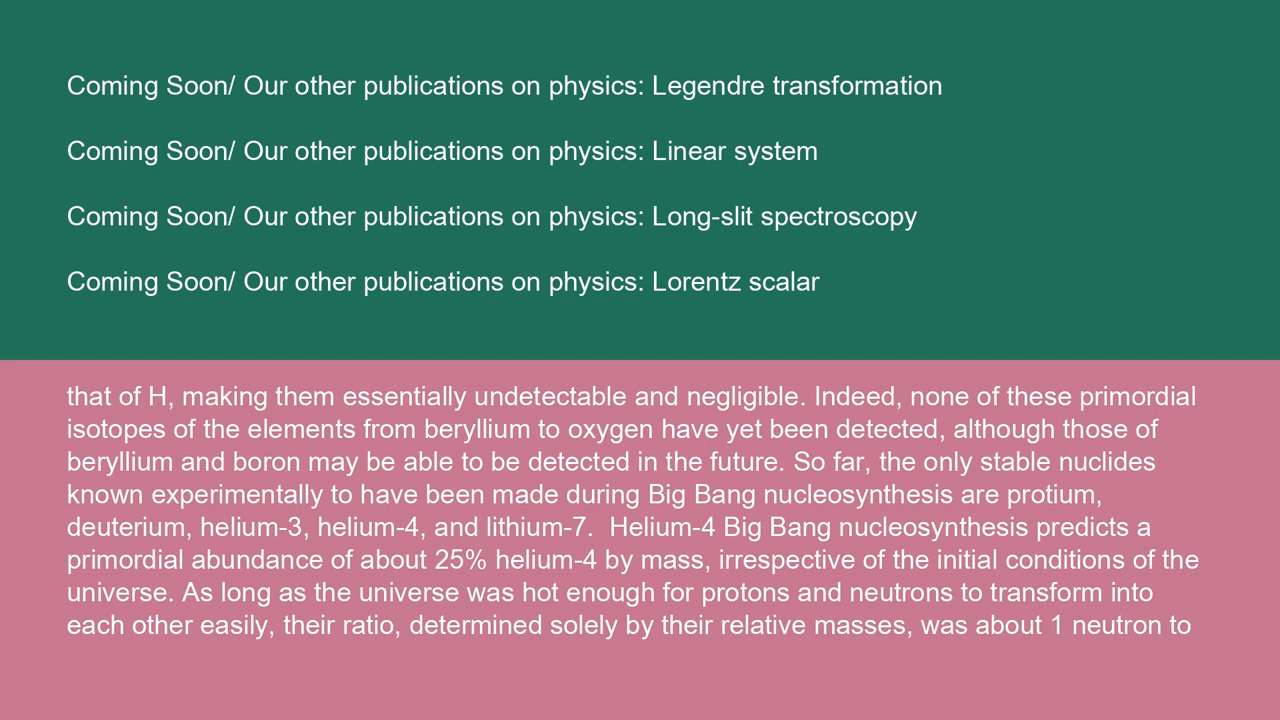 Coming Soon/ Our other publications on physics: Legendre transformation
Coming Soon/ Our other publications on physics: Linear system
Coming Soon/ Our other publications on physics: Long-slit spectroscopy
Coming Soon/ Our other publications on physics: Lorentz scalar
that of H, making them essentially undetectable and negligible. Indeed, none of these primordial
isotopes of the elements from beryllium to oxygen have yet been detected, although those of
beryllium and boron may be able to be detected in the future. So far, the only stable nuclides
known experimentally to have been made during Big Bang nucleosynthesis are protium,
deuterium, helium-3, helium-4, and lithium-7.  Helium-4 Big Bang nucleosynthesis predicts a
primordial abundance of about 25% helium-4 by mass, irrespective of the initial conditions of the
universe. As long as the universe was hot enough for protons and neutrons to transform into
each other easily, their ratio, determined solely by their relative masses, was about 1 neutron to